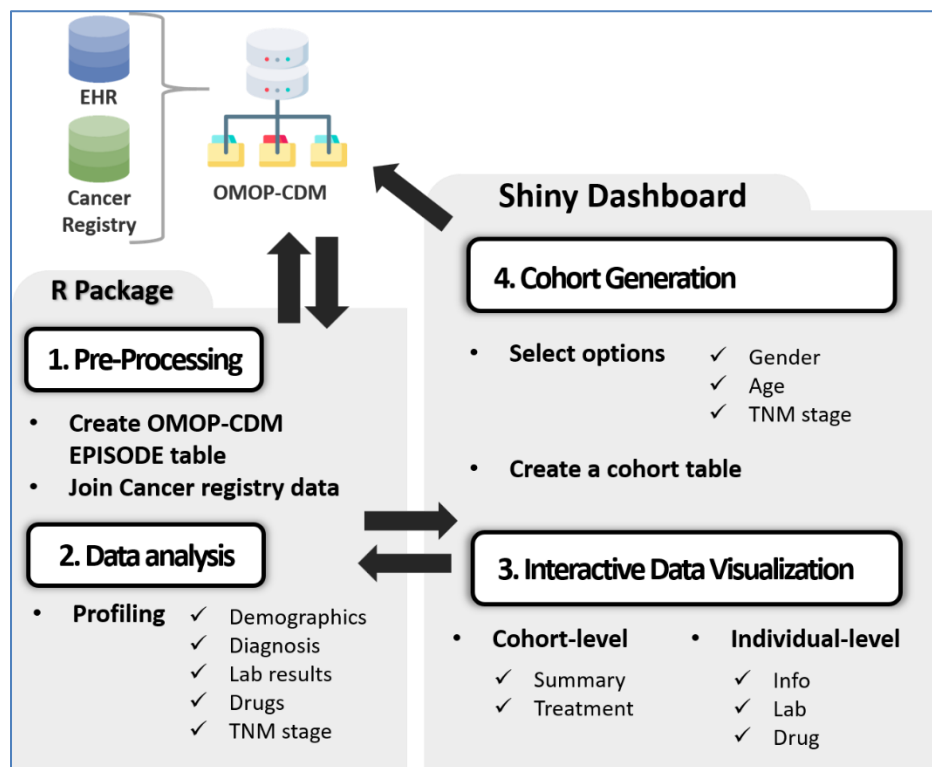 EHR
Cancer
Registry
OMOP-CDM
R Package
1. Pre-Processing
• Create OMOP-CDM
EPISODE table
• Join Cancer registry data
2. Data analysis
• Profiling
✓ Demographics
✓ Diagnosis
✓ Lab results
✓ Drugs
✓ TNM stage
Shiny Dashboard
4. Cohort Generation
• Select options
✓ Gender
✓ Age
✓ TNM stage
• Create a cohort table
3. Interactive Data Visualization
• Cohort-level
✓ Summary
✓ Treatment
• Individual-level
✓ Info
✓ Lab
✓ Drug